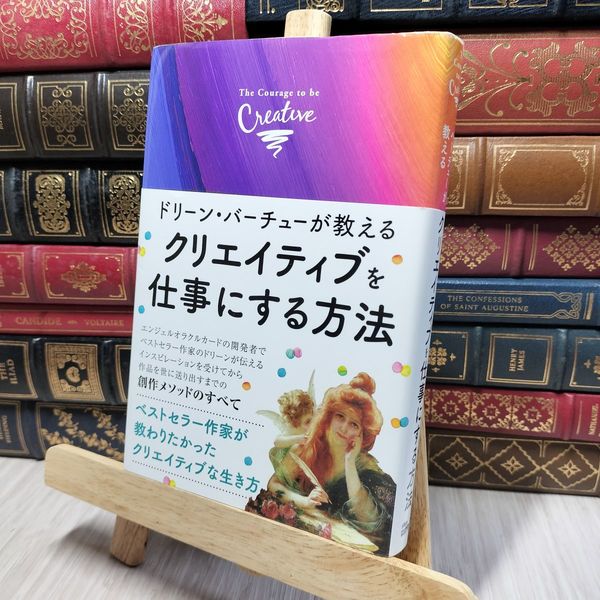 The Courage to be
Creative
ドリーン・バーチューが教える
クリエイティブを
仕事にする方法
エンジェルオラクルカードの開発者で
ベストセラー作家のドリーンが伝える
インスピレーションを受けてから
作品を世に送り出すまでの
創作メソッドのすべて
ベストセラー作家が
教わりたかった
クリエイティブな生き方
教える
クリエイティブを仕事にする方法
CANDIDE
VOLTAIRE
THE ILIAD
THE CONFESSIONS
OF SAINT AUGUSTINE
HENRY
JAMES